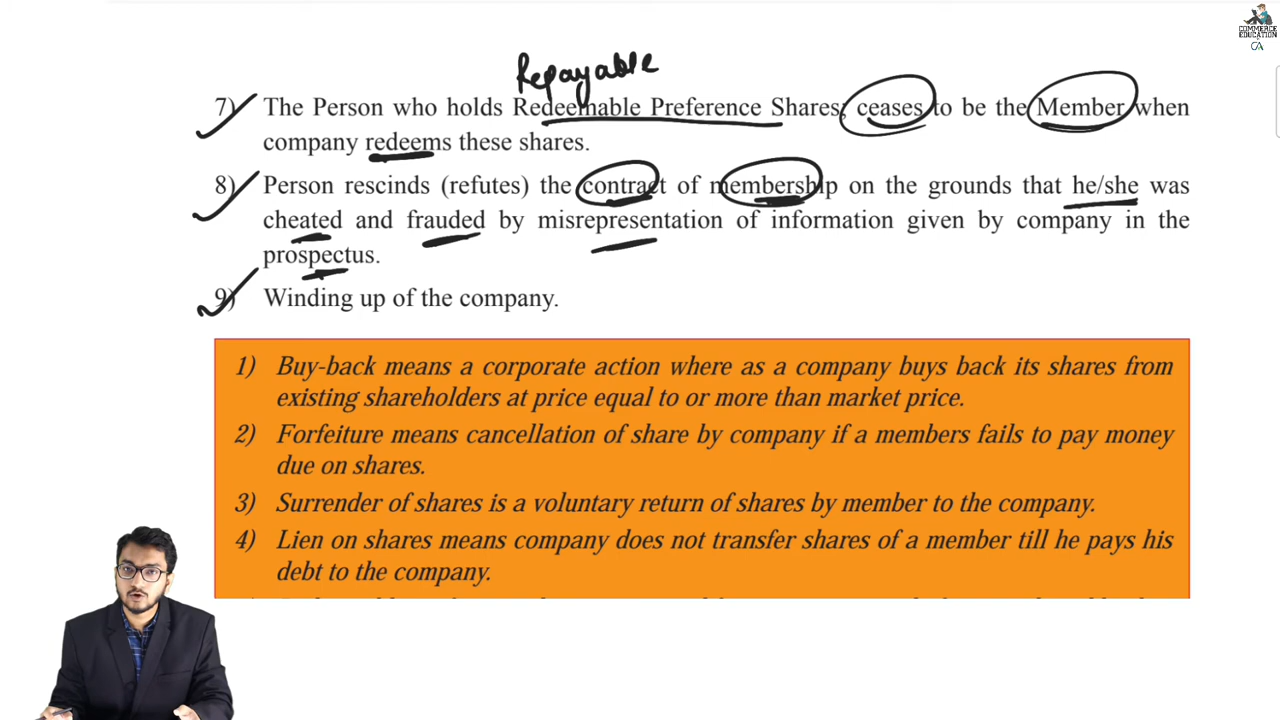 COMMERCE
EDUCATION
CA
Repayable
7) The Person who holds Redeemable Preference Shares; ceases to be the Member when
company redeems these shares.
8) Person rescinds (refutes) the contract of membership on the grounds that he/she was
cheated and frauded by misrepresentation of information given by company in the
prospectus.
9) Winding up of the company.
1) Buy-back means a corporate action where as a company buys back its shares from
existing shareholders at price equal to or more than market price.
2) Forfeiture means cancellation of share by company if a members fails to pay money
due on shares.
3) Surrender of shares is a voluntary return of shares by member to the company.
4) Lien on shares means company does not transfer shares of a member till he pays his
debt to the company.